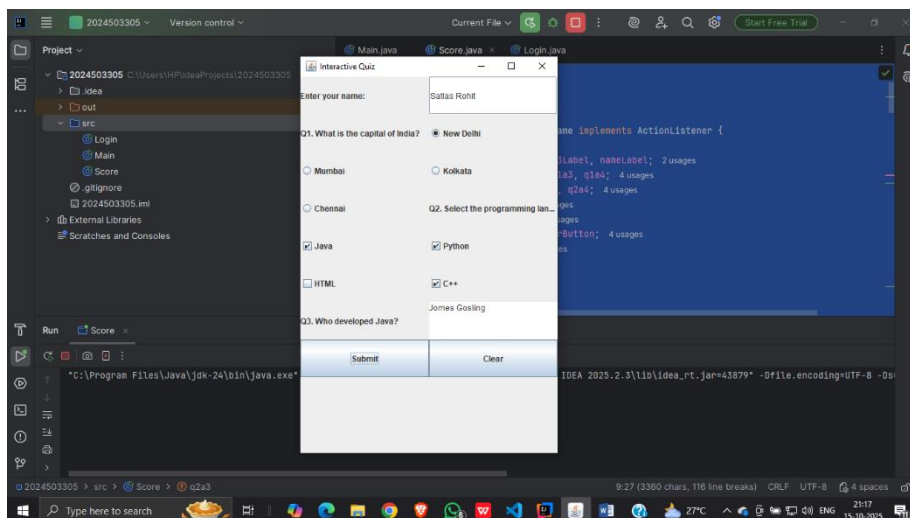 2024503305
Version control
Current File
Start Free Trial
Project
Main.java
Score.java
Login.java
2024503305 C:\Users\HP\IdeaProjects\2024503305
.idea
out
src
Login
Main
Score
.gitignore
2024503305.iml
External Libraries
Scratches and Consoles
Interactive Quiz
Enter your name:
Satlas Rohit
Q1. What is the capital of India?
New Delhi
Mumbai
Kolkata
Chennai
Q2. Select the programming lan...
Java
Python
HTML
C++
Q3. Who developed Java?
Jomes Gosling
Submit
Clear
ame implements ActionListener {
Label, nameLabel; 2 usages
a3, q1a4; 4 usages
, q2a4; 4 usages
Button; 4 usages
Run
Score
"C:\Program Files\Java\jdk-24\bin\java.exe"
IDEA 2025.2.3\lib\idea_rt.jar=43879" -Dfile.encoding=UTF-8
2024503305 > src > Score > q2a3
9:27 (3360 chars, 116 line breaks) CRLF UTF-8 4 spaces
Type here to search
27°C
ENG
21:17
15-10-2025